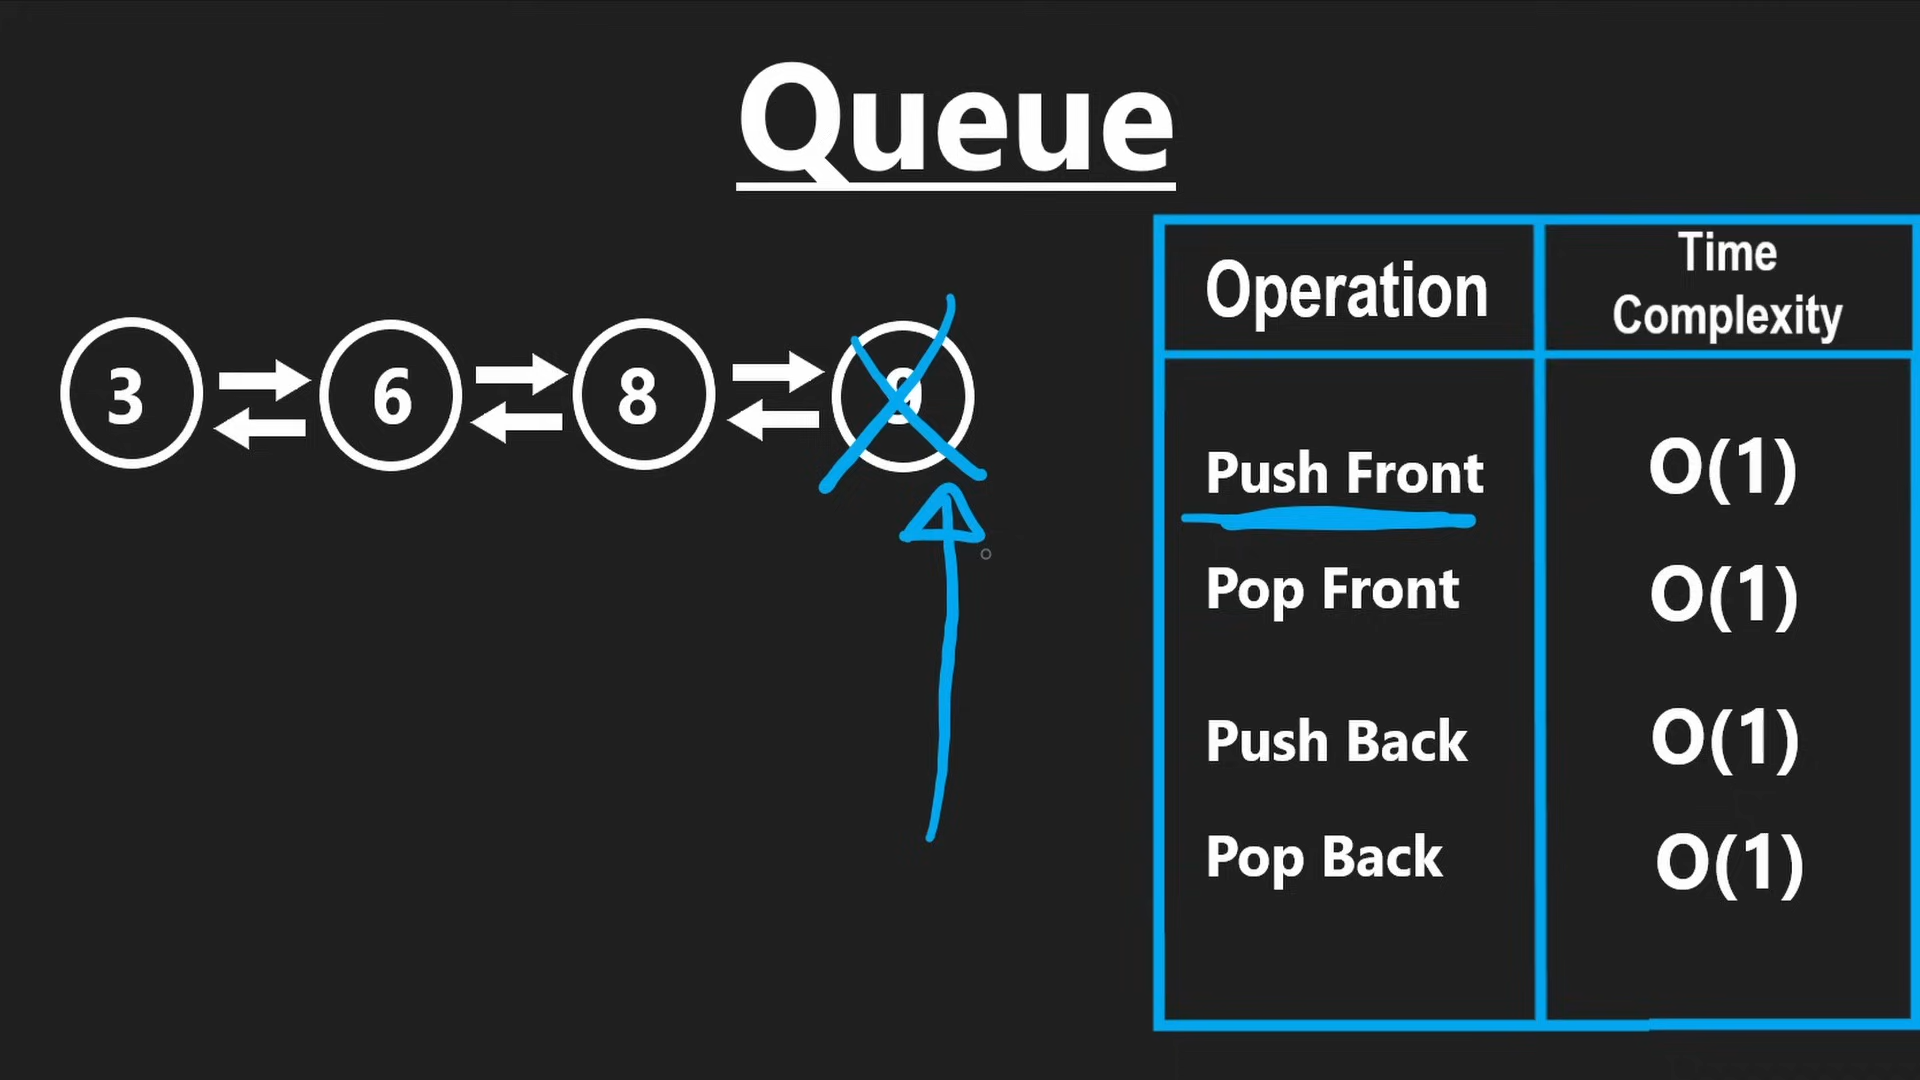 Queue
3 6 8 9
Operation Time Complexity
Push Front O(1)
Pop Front O(1)
Push Back O(1)
Pop Back O(1)